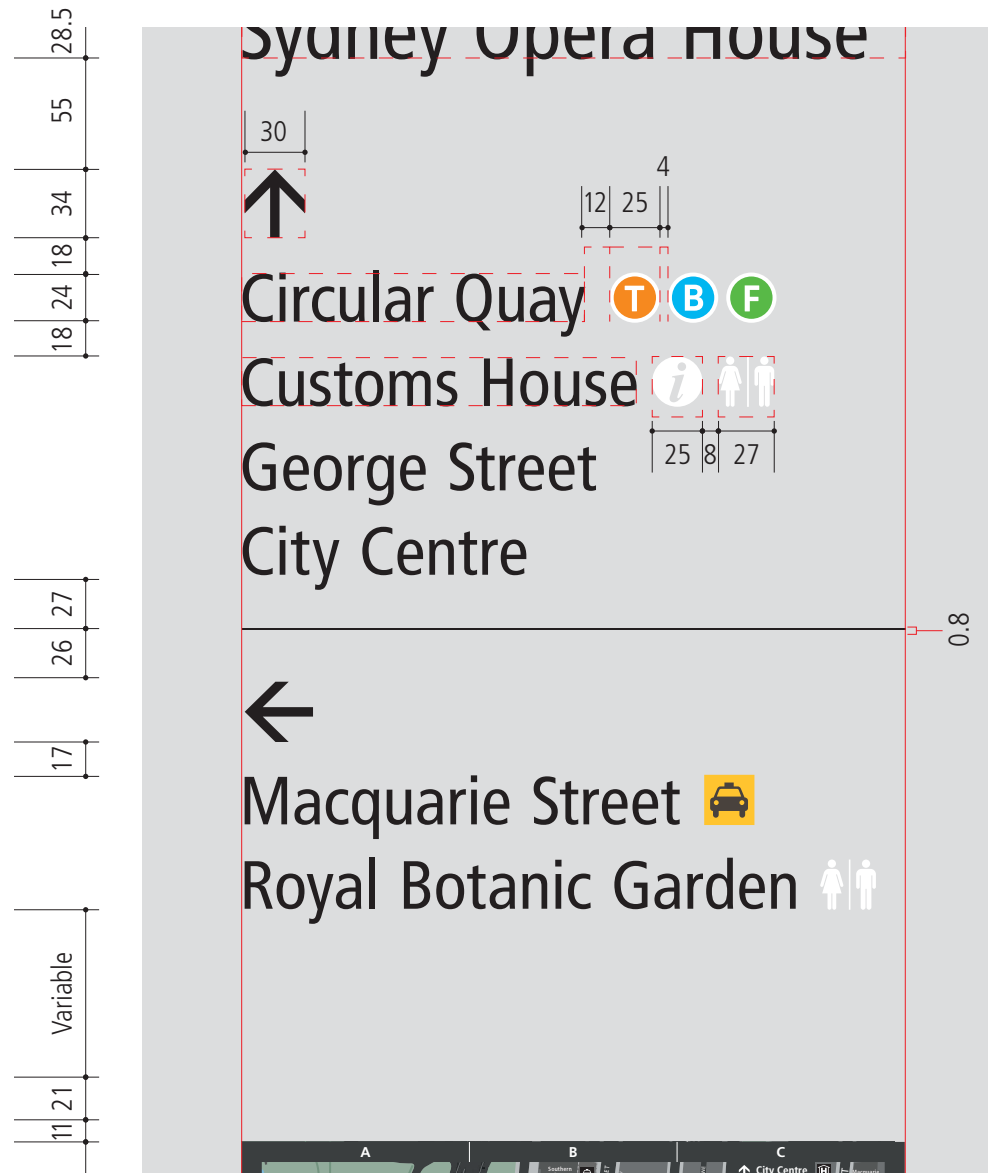 28.5
Sydney Opera House
55
30
4
12 25
34
18
24
Circular Quay T B F
18
Customs House i
25 8 27
George Street
City Centre
27
0.8
26
17
Macquarie Street
Royal Botanic Garden
Variable
21
11
A B C
Southern
City Centre H
Macquarie